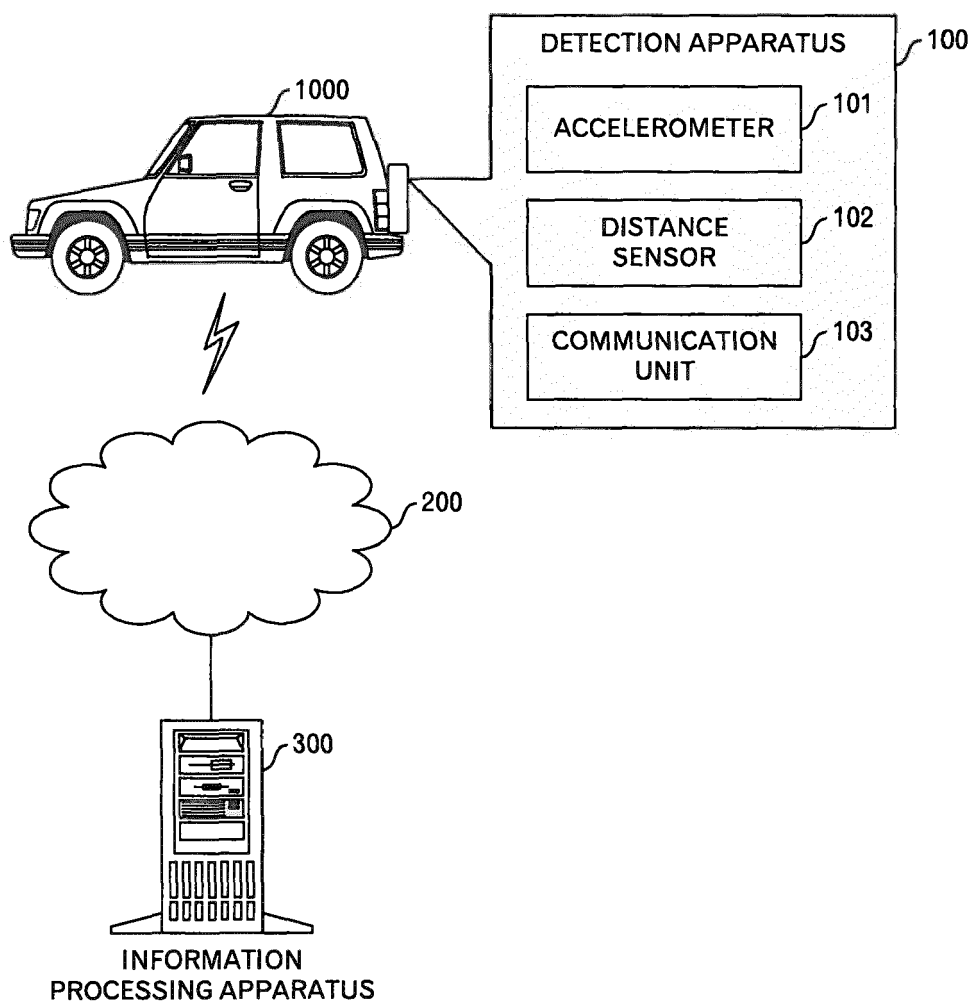 DETECTION APPARATUS
100
1000
ACCELEROMETER
101
DISTANCE
SENSOR
102
COMMUNICATION
UNIT
103
200
300
INFORMATION
PROCESSING APPARATUS